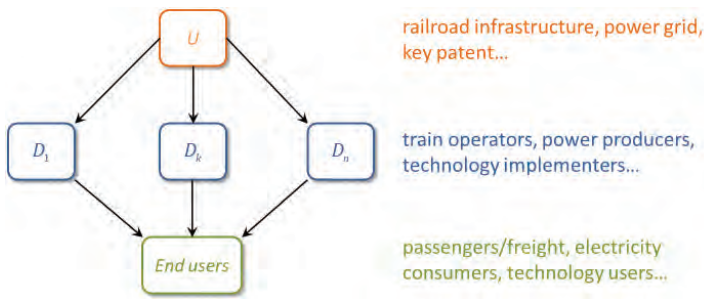 U
railroad infrastructure, power grid,
key patent...
D₁
Dₖ
Dₙ
train operators, power producers,
technology implementers...
End users
passengers/freight, electricity
consumers, technology users...